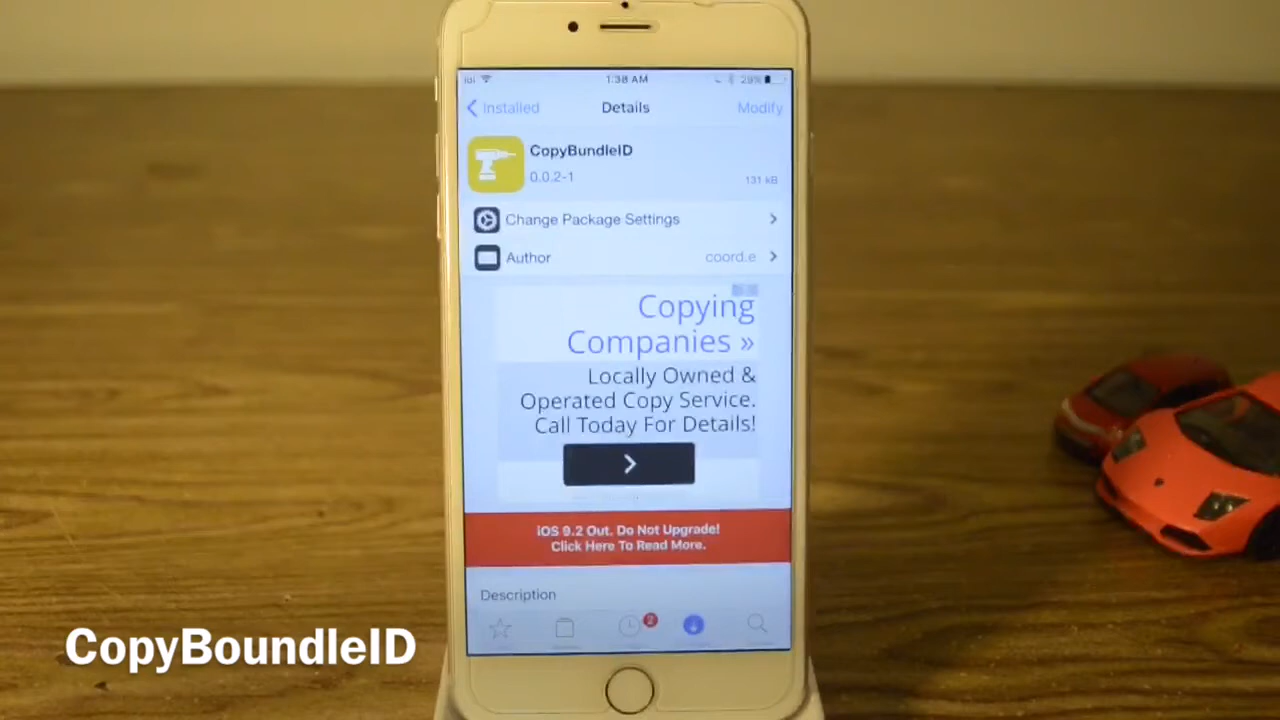 1:38 AM
29%
Installed
Details
Modify
CopyBundleID
0.0.2-1
131 kB
Change Package Settings
Author
coord.e
Copying
Companies »
Locally Owned &
Operated Copy Service.
Call Today For Details!
iOS 9.2 Out. Do Not Upgrade!
Click Here To Read More.
Description
2
CopyBoundleID